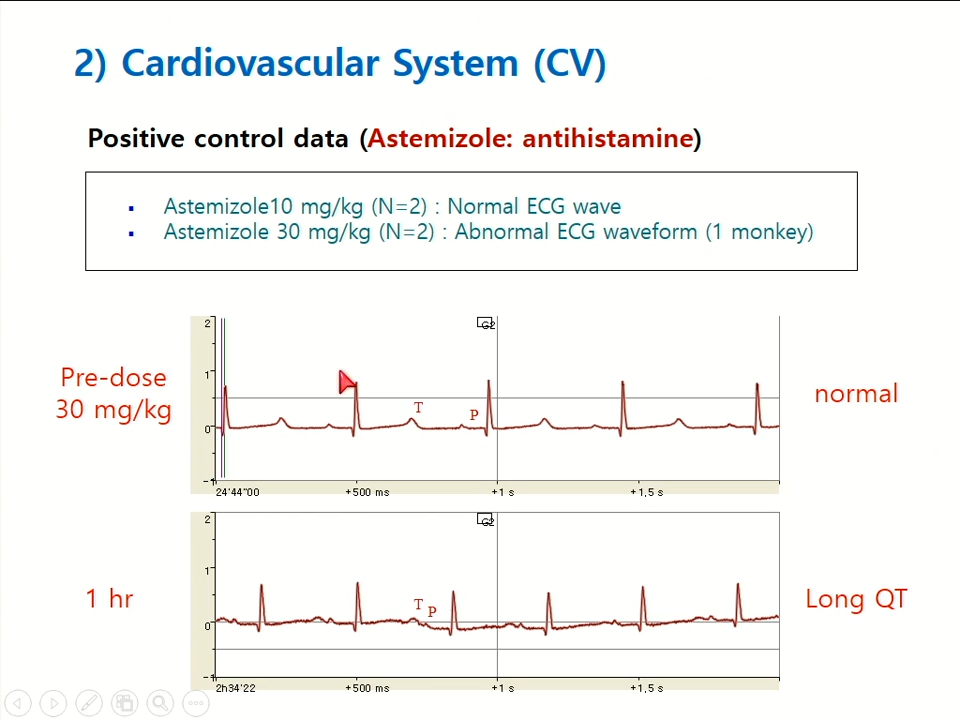 2) Cardiovascular System (CV)
Positive control data (Astemizole: antihistamine)
▪ Astemizole10 mg/kg (N=2) : Normal ECG wave
▪ Astemizole 30 mg/kg (N=2) : Abnormal ECG waveform (1 monkey)
Pre-dose
30 mg/kg
2
1
0
-1
G2
T
P
24'44"00
+500 ms
+1 s
+1,5 s
normal
1 hr
2
1
0
-1
G2
T
P
2h34'22
+500 ms
+1 s
+1,5 s
Long QT